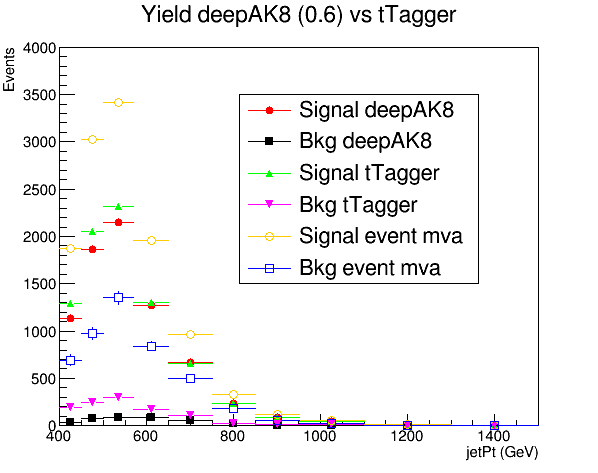 Yield deepAK8 (0.6) vs tTagger
Events
4000
3500
3000
2500
2000
1500
1000
500
0
Signal deepAK8
Bkg deepAK8
Signal tTagger
Bkg tTagger
Signal event mva
Bkg event mva
400 600 800 1000 1200 1400
jetPt (GeV)